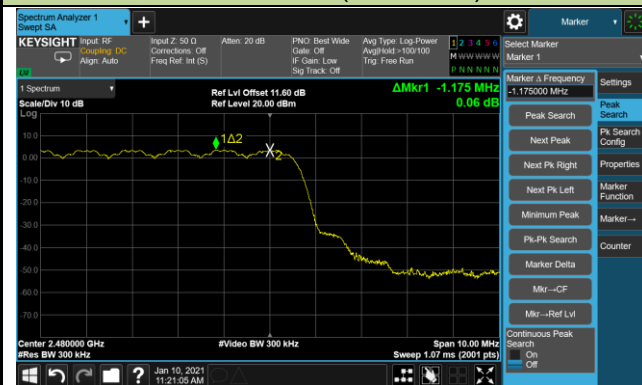 Spectrum Analyzer 1
Swept SA
Marker
KEYSIGHT
Input: RF
Coupling: DC
Align: Auto
Input Z: 50 Ω
Corrections: Off
Freq Ref: Int (S)
Atten: 20 dB
PNO: Best Wide
Gate: Off
IF Gain: Low
Sig Track: Off
Avg Type: Log-Power
Avg|Hold:>100/100
Trig: Free Run
1 2 3 4 5 6
M W W W W W
P N N N N N
LVI
Select Marker
Marker 1
1 Spectrum
Scale/Div 10 dB
Log
Ref Lvl Offset 11.60 dB
Ref Level 20.00 dBm
ΔMkr1 -1.175 MHz
0.06 dB
10.0
0.00
-10.0
-20.0
-30.0
-40.0
-50.0
-60.0
-70.0
1Δ2
2
Center 2.480000 GHz
#Res BW 300 kHz
#Video BW 300 kHz
Span 10.00 MHz
Sweep 1.07 ms (2001 pts)
Marker Δ Frequency
-1.175000 MHz
Peak Search
Next Peak
Next Pk Right
Next Pk Left
Minimum Peak
Pk-Pk Search
Marker Delta
Mkr→CF
Mkr→Ref Lvl
Continuous Peak
Search
On
Off
Settings
Peak
Search
Pk Search
Config
Properties
Marker
Function
Marker→
Counter
?
Jan 10, 2021
11:21:05 AM